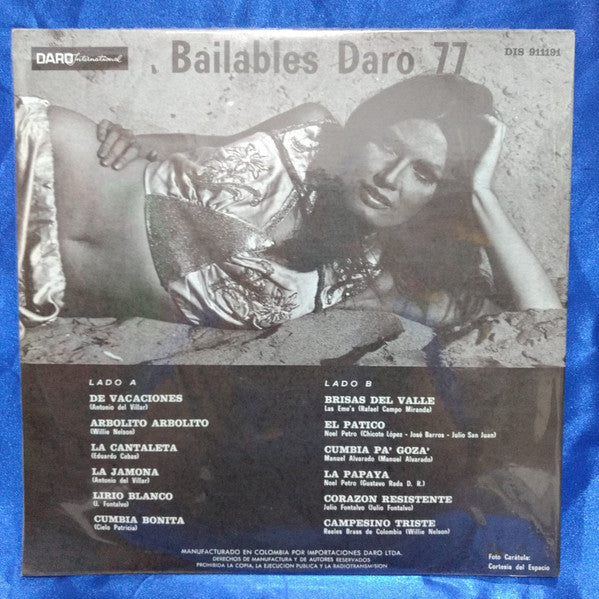 DARO International
Bailables Daro 77
DIS 911191
LADO A
DE VACACIONES
(Antonio del Villar)
ARBOLITO ARBOLITO
(Willie Nelson)
LA CANTALETA
(Eduardo Cabas)
LA JAMONA
(Antonio del Villar)
LIRIO BLANCO
(J. Fontalvo)
CUMBIA BONITA
(Cielo Patricia)
LADO B
BRISAS DEL VALLE
Los Emo's (Rafael Campo Miranda)
EL PATICO
Noel Petro (Chicote López - José Barros - Julio San Juan)
CUMBIA PA' GOZA'
Manuel Alvarado (Manuel Alvarado)
LA PAPAYA
Noel Petro (Gustavo Rada D. R.)
CORAZON RESISTENTE
Julio Fontalvo (Julio Fontalvo)
CAMPESINO TRISTE
Reales Brass de Colombia (Willie Nelson)
MANUFACTURADO EN COLOMBIA POR IMPORTACIONES DARO LTDA.
DERECHOS DE MANUFACTURA Y DE AUTORES RESERVADOS
PROHIBIDA LA COPIA, LA EJECUCION PUBLICA Y LA RADIOTRANSMISION
Foto Carátula:
Cortesía del Espacio